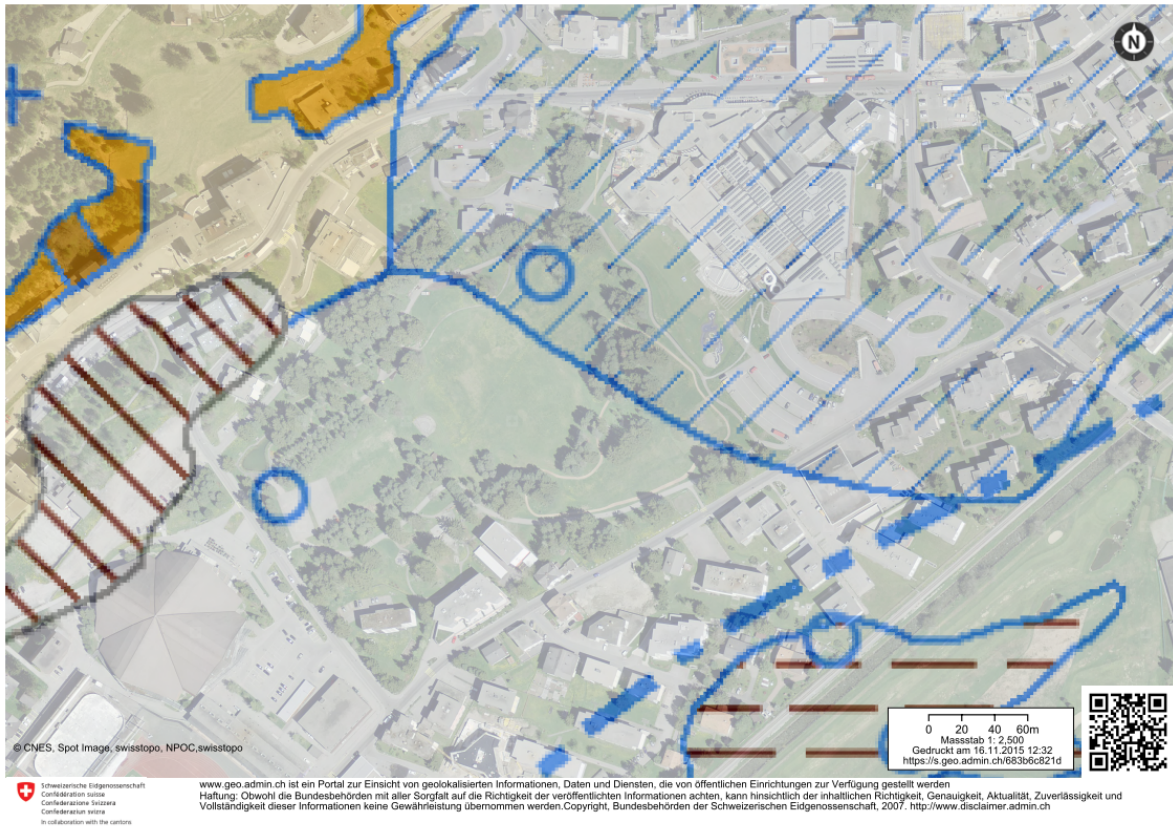 N
© CNES, Spot Image, swisstopo, NPOC,swisstopo
0 20 40 60m
Massstab 1: 2,500
Gedruckt am 16.11.2015 12:32
https://s.geo.admin.ch/683b6c821d
Schweizerische Eidgenossenschaft
Confédération suisse
Confederazione Svizzera
Confederaziun svizra
In collaboration with the cantons
www.geo.admin.ch ist ein Portal zur Einsicht von geolokalisierten Informationen, Daten und Diensten, die von öffentlichen Einrichtungen zur Verfügung gestellt werden
Haftung: Obwohl die Bundesbehörden mit aller Sorgfalt auf die Richtigkeit der veröffentlichten Informationen achten, kann hinsichtlich der inhaltlichen Richtigkeit, Genauigkeit, Aktualität, Zuverlässigkeit und
Vollständigkeit dieser Informationen keine Gewährleistung übernommen werden.Copyright, Bundesbehörden der Schweizerischen Eidgenossenschaft, 2007. http://www.disclaimer.admin.ch